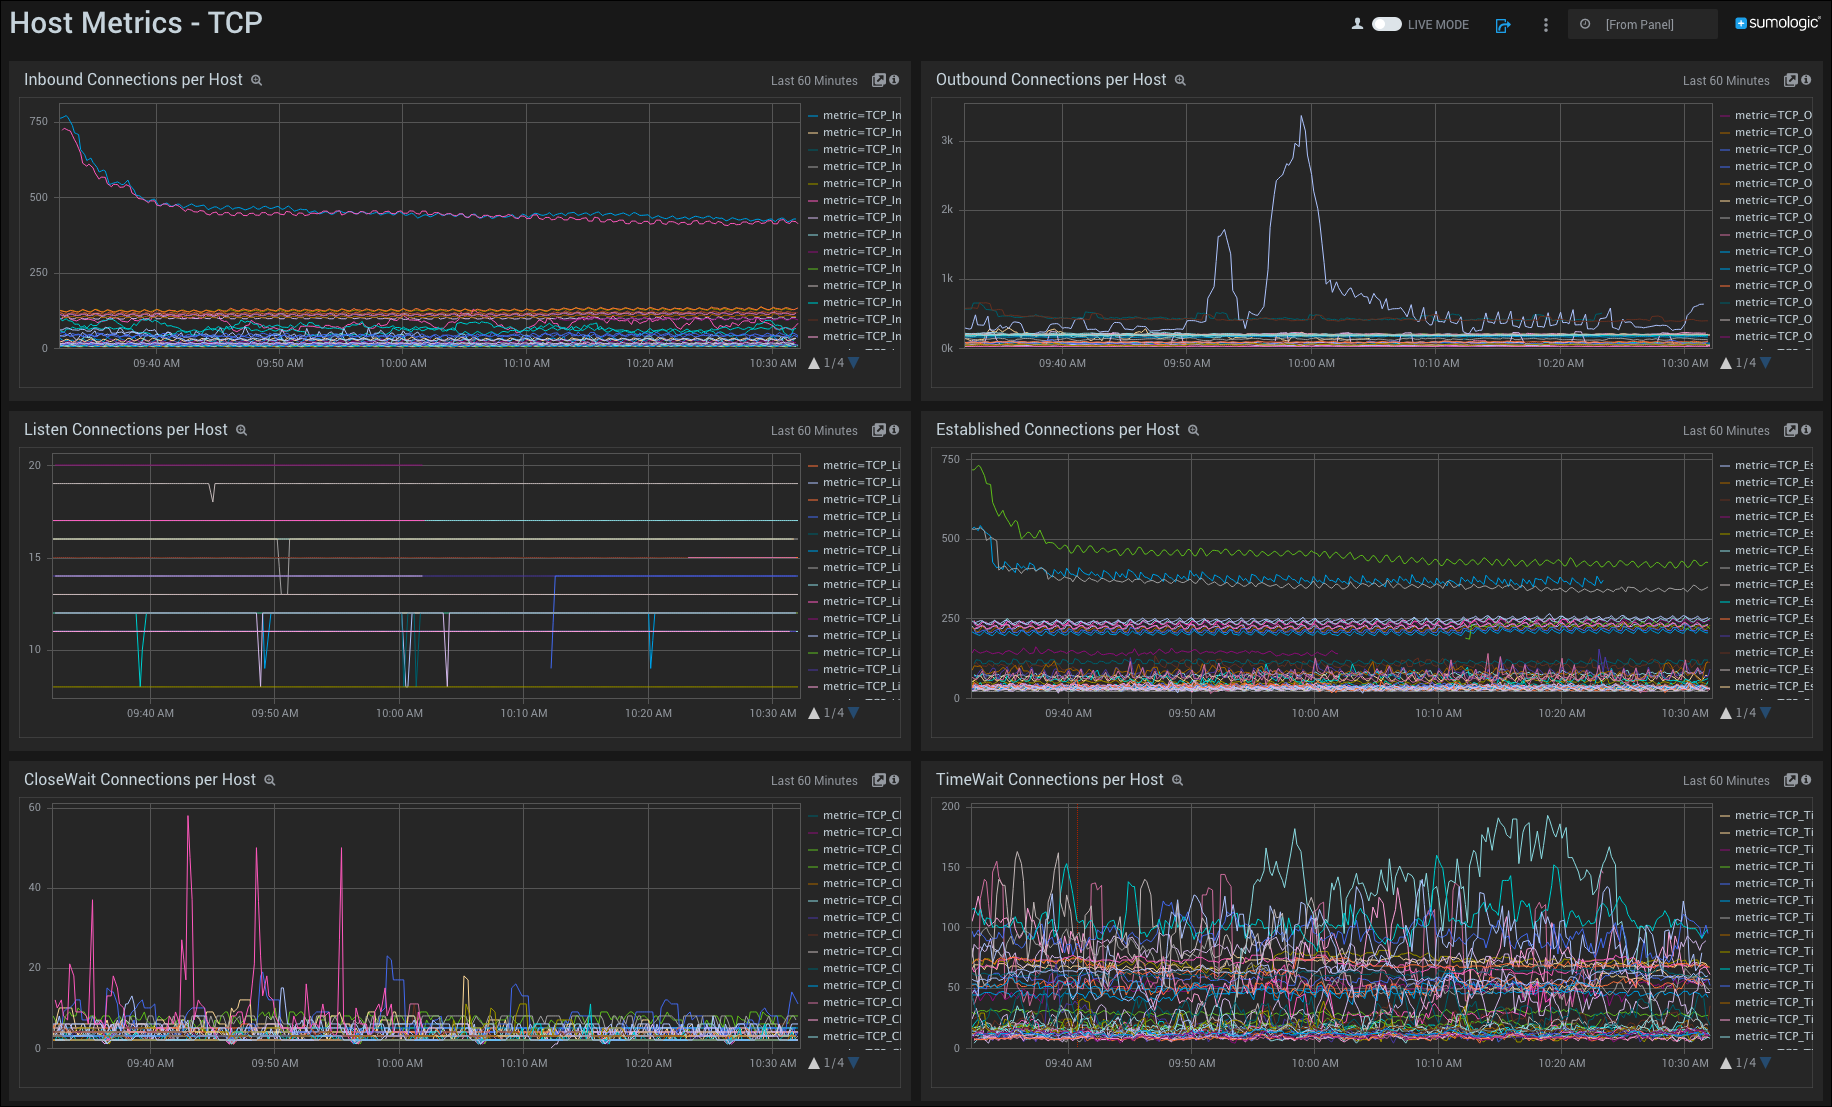 Host Metrics - TCP
LIVE MODE
[From Panel]
sumologic
Inbound Connections per Host
Last 60 Minutes
750
500
250
0
09:40 AM 09:50 AM 10:00 AM 10:10 AM 10:20 AM 10:30 AM
metric=TCP_In
metric=TCP_In
metric=TCP_In
metric=TCP_In
metric=TCP_In
metric=TCP_In
metric=TCP_In
metric=TCP_In
metric=TCP_In
metric=TCP_In
metric=TCP_In
metric=TCP_In
metric=TCP_In
metric=TCP_In
1/4
Outbound Connections per Host
Last 60 Minutes
3k
2k
1k
0k
09:40 AM 09:50 AM 10:00 AM 10:10 AM 10:20 AM 10:30 AM
metric=TCP_O
metric=TCP_O
metric=TCP_O
metric=TCP_O
metric=TCP_O
metric=TCP_O
metric=TCP_O
metric=TCP_O
metric=TCP_O
metric=TCP_O
metric=TCP_O
metric=TCP_O
metric=TCP_O
metric=TCP_O
1/4
Listen Connections per Host
Last 60 Minutes
20
15
10
09:40 AM 09:50 AM 10:00 AM 10:10 AM 10:20 AM 10:30 AM
metric=TCP_Li
metric=TCP_Li
metric=TCP_Li
metric=TCP_Li
metric=TCP_Li
metric=TCP_Li
metric=TCP_Li
metric=TCP_Li
metric=TCP_Li
metric=TCP_Li
metric=TCP_Li
metric=TCP_Li
metric=TCP_Li
metric=TCP_Li
1/4
Established Connections per Host
Last 60 Minutes
750
500
250
0
09:40 AM 09:50 AM 10:00 AM 10:10 AM 10:20 AM 10:30 AM
metric=TCP_Es
metric=TCP_Es
metric=TCP_Es
metric=TCP_Es
metric=TCP_Es
metric=TCP_Es
metric=TCP_Es
metric=TCP_Es
metric=TCP_Es
metric=TCP_Es
metric=TCP_Es
metric=TCP_Es
metric=TCP_Es
metric=TCP_Es
1/4
CloseWait Connections per Host
Last 60 Minutes
60
40
20
0
09:40 AM 09:50 AM 10:00 AM 10:10 AM 10:20 AM 10:30 AM
metric=TCP_Cl
metric=TCP_Cl
metric=TCP_Cl
metric=TCP_Cl
metric=TCP_Cl
metric=TCP_Cl
metric=TCP_Cl
metric=TCP_Cl
metric=TCP_Cl
metric=TCP_Cl
metric=TCP_Cl
metric=TCP_Cl
metric=TCP_Cl
metric=TCP_Cl
1/4
TimeWait Connections per Host
Last 60 Minutes
200
150
100
50
0
09:40 AM 09:50 AM 10:00 AM 10:10 AM 10:20 AM 10:30 AM
metric=TCP_Ti
metric=TCP_Ti
metric=TCP_Ti
metric=TCP_Ti
metric=TCP_Ti
metric=TCP_Ti
metric=TCP_Ti
metric=TCP_Ti
metric=TCP_Ti
metric=TCP_Ti
metric=TCP_Ti
metric=TCP_Ti
metric=TCP_Ti
metric=TCP_Ti
1/4